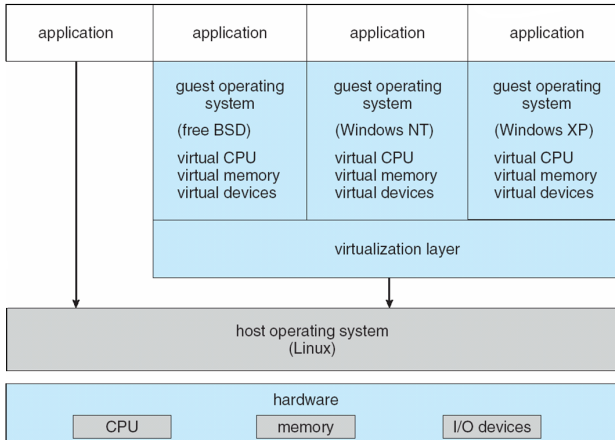 application
application
application
application
guest operating
system
(free BSD)
virtual CPU
virtual memory
virtual devices
guest operating
system
(Windows NT)
virtual CPU
virtual memory
virtual devices
guest operating
system
(Windows XP)
virtual CPU
virtual memory
virtual devices
virtualization layer
host operating system
(Linux)
hardware
CPU
memory
I/O devices